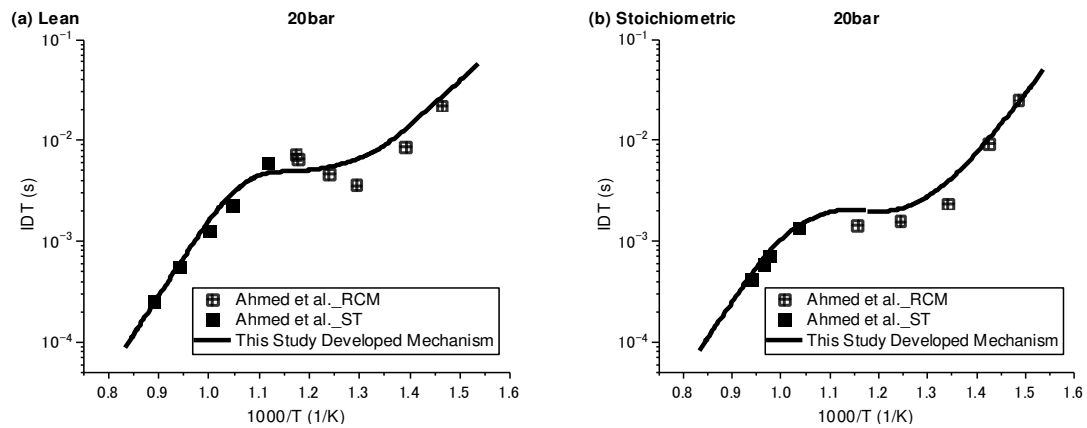 (a) Lean
20bar
10⁻¹
10⁻²
10⁻³
10⁻⁴
IDT (s)
Ahmed et al._RCM
Ahmed et al._ST
This Study Developed Mechanism
0.8 0.9 1.0 1.1 1.2 1.3 1.4 1.5 1.6
1000/T (1/K)
(b) Stoichiometric
20bar
10⁻¹
10⁻²
10⁻³
10⁻⁴
IDT (s)
Ahmed et al._RCM
Ahmed et al._ST
This Study Developed Mechanism
0.8 0.9 1.0 1.1 1.2 1.3 1.4 1.5 1.6
1000/T (1/K)